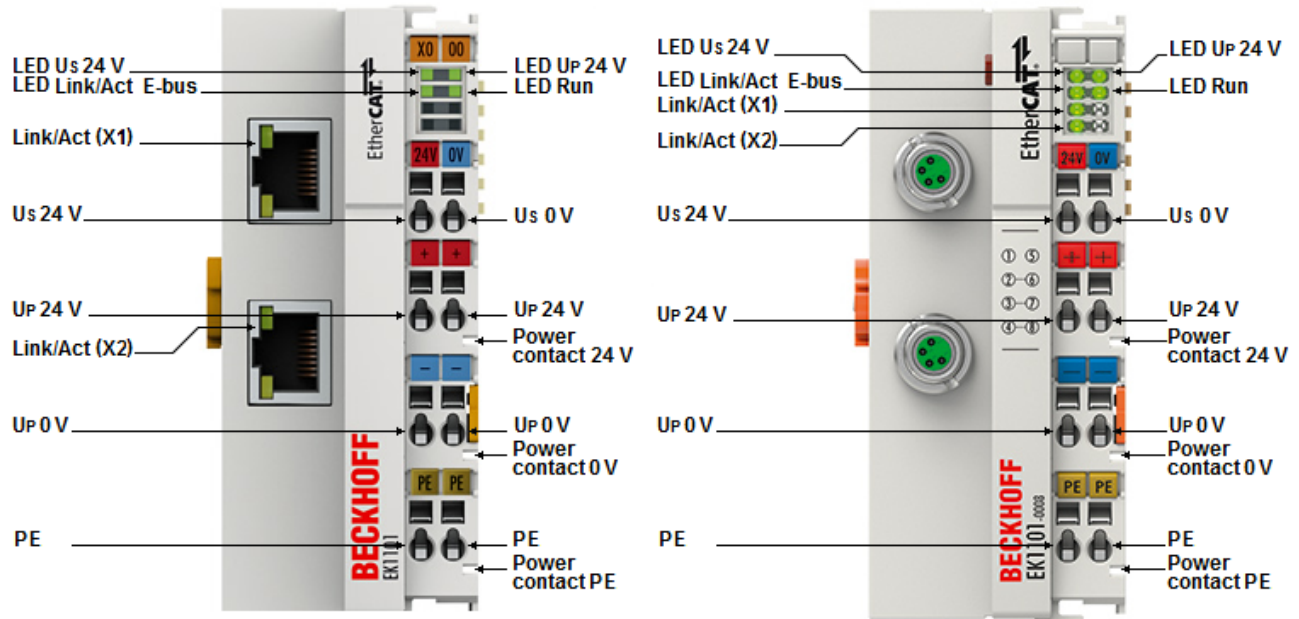 LED Us 24 V
LED Link/Act E-bus
Link/Act (X1)
Us 24 V
UP 24 V
Link/Act (X2)
UP 0 V
PE
X0 00
EtherCAT®
24V 0V
+ +
− −
PE PE
BECKHOFF
EK1101
LED UP 24 V
LED Run
Us 0 V
UP 24 V
Power
contact 24 V
UP 0 V
Power
contact 0 V
PE
Power
contact PE
LED Us 24 V
LED Link/Act E-bus
Link/Act (X1)
Link/Act (X2)
Us 24 V
UP 24 V
UP 0 V
PE
EtherCAT®
24V 0V
+ +
① ⑤
②-⑥
③-⑦
④-⑧
− −
PE PE
BECKHOFF
EK1101-0008
LED UP 24 V
LED Run
Us 0 V
UP 24 V
Power
contact 24 V
UP 0 V
Power
contact 0 V
PE
Power
contact PE